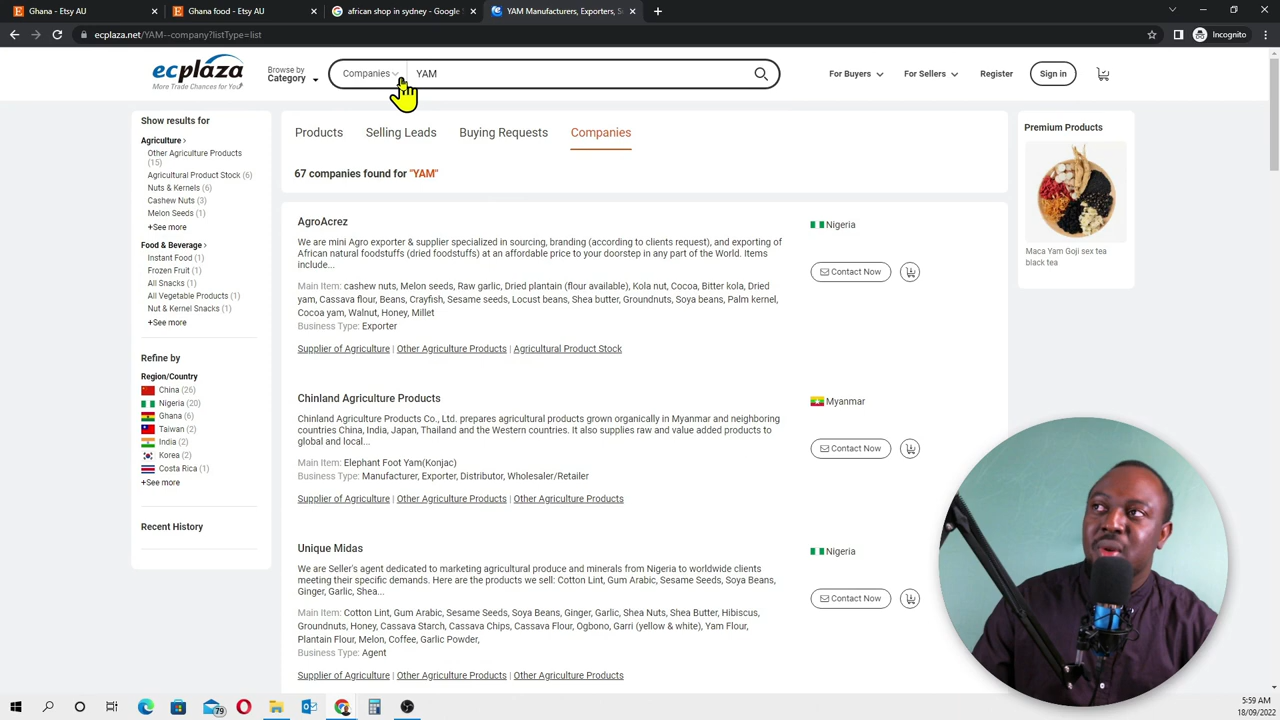 Ghana - Etsy AU
Ghana food - Etsy AU
african shop in sydney - Google
YAM Manufacturers, Exporters, S
ecplaza.net/YAM--company?listType=list
Incognito
ecplaza
More Trade Chances for You
Browse by
Category
Companies
YAM
For Buyers
For Sellers
Register
Sign in
Show results for
Agriculture
Other Agriculture Products
(15)
Agricultural Product Stock (6)
Nuts & Kernels (6)
Cashew Nuts (3)
Melon Seeds (1)
+See more
Food & Beverage
Instant Food (1)
Frozen Fruit (1)
All Snacks (1)
All Vegetable Products (1)
Nut & Kernel Snacks (1)
+See more
Refine by
Region/Country
China (26)
Nigeria (20)
Ghana (6)
Taiwan (2)
India (2)
Korea (2)
Costa Rica (1)
+See more
Recent History
Products Selling Leads Buying Requests Companies
67 companies found for "YAM"
AgroAcrez
Nigeria
We are mini Agro exporter & supplier specialized in sourcing, branding (according to clients request), and exporting of
African natural foodstuffs (dried foodstuffs) at an affordable price to your doorstep in any part of the World. Items
include...
Contact Now
Main Item: cashew nuts, Melon seeds, Raw garlic, Dried plantain (flour available), Kola nut, Cocoa, Bitter kola, Dried
yam, Cassava flour, Beans, Crayfish, Sesame seeds, Locust beans, Shea butter, Groundnuts, Soya beans, Palm kernel,
Cocoa yam, Walnut, Honey, Millet
Business Type: Exporter
Supplier of Agriculture | Other Agriculture Products | Agricultural Product Stock
Chinland Agriculture Products
Myanmar
Chinland Agriculture Products Co., Ltd. prepares agricultural products grown organically in Myanmar and neighboring
countries China, India, Japan, Thailand and the Western countries. It also supplies raw and value added products to
global and local...
Contact Now
Main Item: Elephant Foot Yam(Konjac)
Business Type: Manufacturer, Exporter, Distributor, Wholesaler/Retailer
Supplier of Agriculture | Other Agriculture Products | Other Agriculture Products
Unique Midas
Nigeria
We are Seller's agent dedicated to marketing agricultural produce and minerals from Nigeria to worldwide clients
meeting their specific demands. Here are the products we sell: Cotton Lint, Gum Arabic, Sesame Seeds, Soya Beans,
Ginger, Garlic, Shea...
Contact Now
Main Item: Cotton Lint, Gum Arabic, Sesame Seeds, Soya Beans, Ginger, Garlic, Shea Nuts, Shea Butter, Hibiscus,
Groundnuts, Honey, Cassava Starch, Cassava Chips, Cassava Flour, Ogbono, Garri (yellow & white), Yam Flour,
Plantain Flour, Melon, Coffee, Garlic Powder,
Business Type: Agent
Supplier of Agriculture | Other Agriculture Products | Other Agriculture Products
Premium Products
Maca Yam Goji sex tea
black tea
79
5:59 AM
18/09/2022